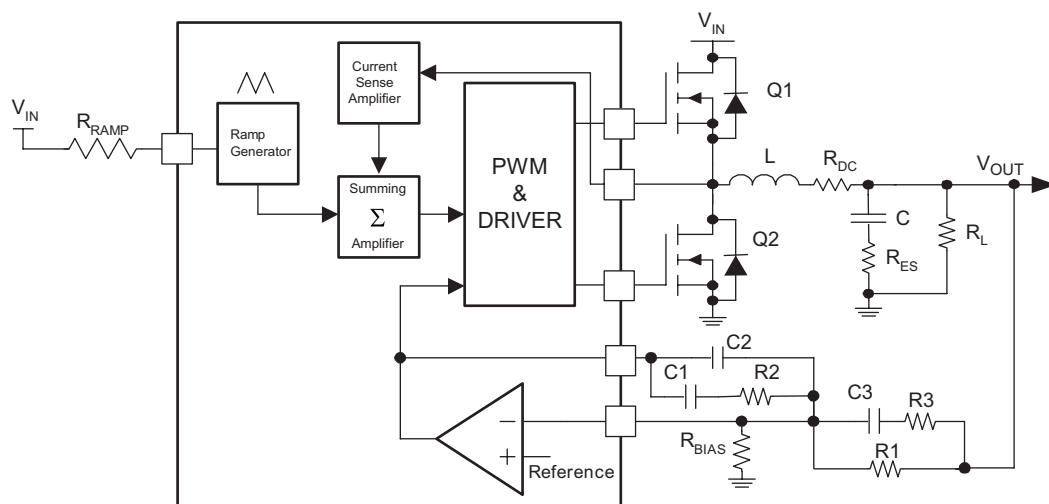 V_IN
R_RAMP
Ramp
Generator
Current
Sense
Amplifier
Summing
Σ
Amplifier
PWM
&
DRIVER
V_IN
Q1
L
R_DC
V_OUT
C
R_ES
R_L
Q2
C2
C1
R2
C3
R3
R_BIAS
R1
−
+
Reference